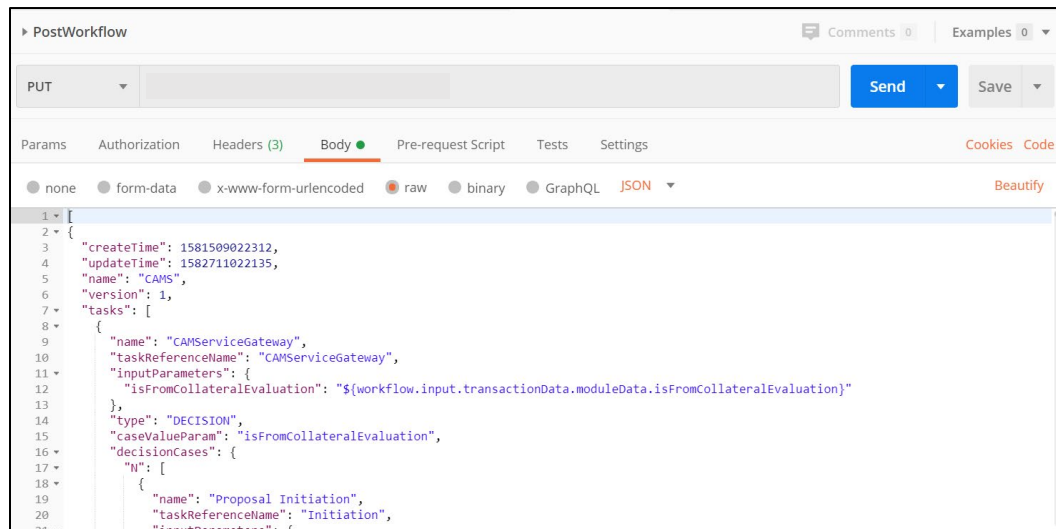 PostWorkflow Comments 0 Examples 0
PUT Send Save
Params Authorization Headers (3) Body Pre-request Script Tests Settings Cookies Code
none form-data x-www-form-urlencoded raw binary GraphQL JSON Beautify
1 [
2 {
3 "createTime": 1581509022312,
4 "updateTime": 1582711022135,
5 "name": "CAMS",
6 "version": 1,
7 "tasks": [
8 {
9 "name": "CAMServiceGateway",
10 "taskReferenceName": "CAMServiceGateway",
11 "inputParameters": {
12 "isFromCollateralEvaluation": "${workflow.input.transactionData.moduleData.isFromCollateralEvaluation}"
13 },
14 "type": "DECISION",
15 "caseValueParam": "isFromCollateralEvaluation",
16 "decisionCases": {
17 "N": [
18 {
19 "name": "Proposal Initiation",
20 "taskReferenceName": "Initiation",
21 "inputParameters": {